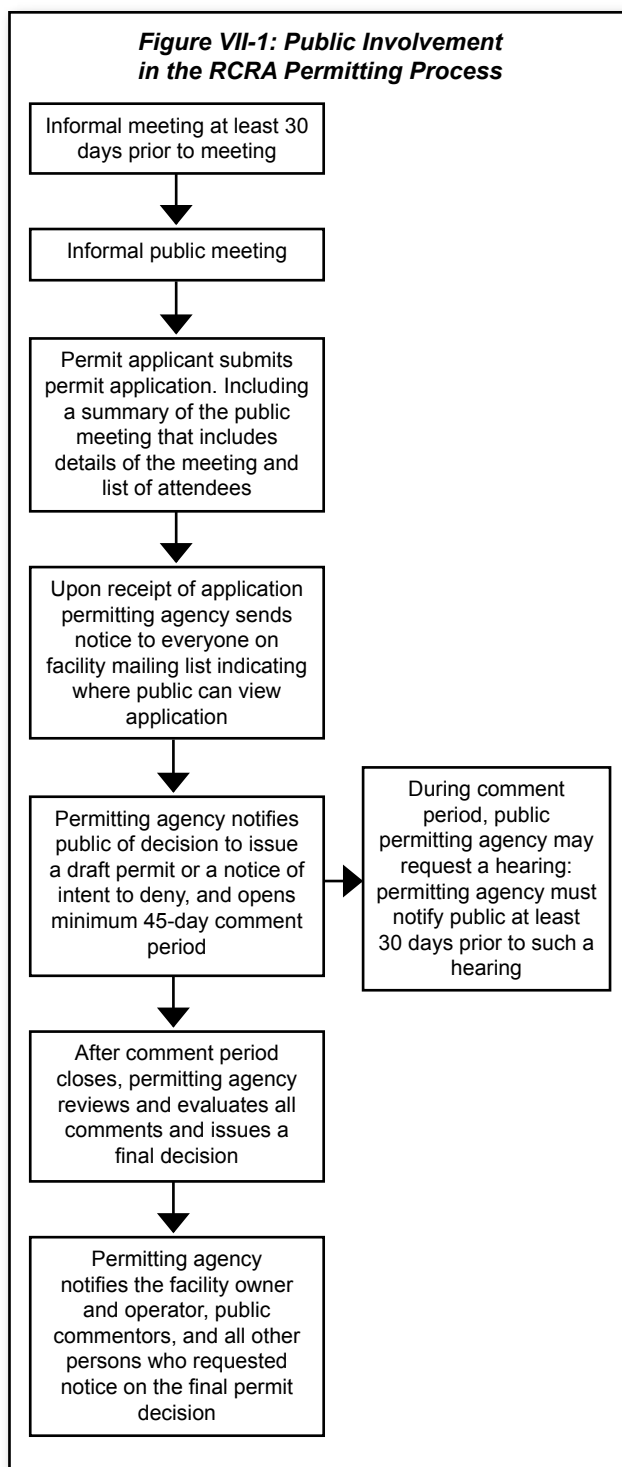 Figure VII-1: Public Involvement
in the RCRA Permitting Process
Informal meeting at least 30
days prior to meeting
Informal public meeting
Permit applicant submits
permit application. Including
a summary of the public
meeting that includes
details of the meeting and
list of attendees
Upon receipt of application
permitting agency sends
notice to everyone on
facility mailing list indicating
where public can view
application
Permitting agency notifies
public of decision to issue
a draft permit or a notice of
intent to deny, and opens
minimum 45-day comment
period
During comment
period, public
permitting agency may
request a hearing:
permitting agency must
notify public at least
30 days prior to such a
hearing
After comment period
closes, permitting agency
reviews and evaluates all
comments and issues a
final decision
Permitting agency
notifies the facility owner
and operator, public
commentors, and all other
persons who requested
notice on the final permit
decision